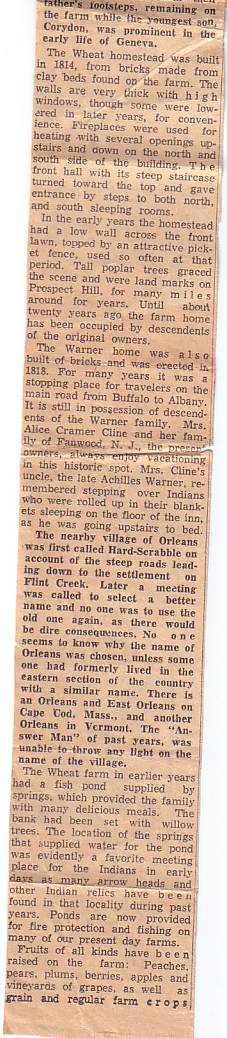 father's footsteps, remaining on
the farm while the youngest son,
Corydon, was prominent in the
early life of Geneva.
The Wheat homestead was built
in 1814, from bricks made from
clay beds found on the farm. The
walls are very thick with high
windows, though some were low-
ered in later years, for conven-
ience. Fireplaces were used for
heating with several openings up-
stairs and down on the north and
south side of the building. The
front hall with its steep staircase
turned toward the top and gave
entrance by steps to both north,
and south sleeping rooms.
In the early years the homestead
had a low wall across the front
lawn, topped by an attractive pick-
et fence, used so often at that
period. Tall poplar trees graced
the scene and were land marks on
Prospect Hill, for many miles
around for years. Until about
twenty years ago the farm home
has been occupied by descendents
of the original owners.
The Warner home was also
built of bricks and was erected in
1818. For many years it was a
stopping place for travelers on the
main road from Buffalo to Albany.
It is still in possession of descend-
ents of the Warner family. Mrs.
Alice Cramer Cline and her fam-
ily of Fanwood, N. J., the present
owners, always enjoy vacationing
in this historic spot. Mrs. Cline's
uncle, the late Achilles Warner, re-
membered stepping over Indians
who were rolled up in their blank-
ets sleeping on the floor of the inn,
as he was going upstairs to bed.
The nearby village of Orleans
was first called Hard-Scrabble on
account of the steep roads lead-
ing down to the settlement on
Flint Creek. Later a meeting
was called to select a better
name and no one was to use the
old one again, as there would
be dire consequences. No one
seems to know why the name of
Orleans was chosen, unless some
one had formerly lived in the
eastern section of the country
with a similar name. There is
an Orleans and East Orleans on
Cape Cod, Mass., and another
Orleans in Vermont. The "An-
swer Man" of past years, was
unable to throw any light on the
name of the village.
The Wheat farm in earlier years
had a fish pond supplied by
springs, which provided the family
with many delicious meals. The
bank had been set with willow
trees. The location of the springs
that supplied water for the pond
was evidently a favorite meeting
place for the Indians in early
days as many arrow heads and
other Indian relics have been
found in that locality during past
years. Ponds are now provided
for fire protection and fishing on
many of our present day farms.
Fruits of all kinds have been
raised on the farm: Peaches,
pears, plums, berries, apples and
vineyards of grapes, as well as
grain and regular farm crops